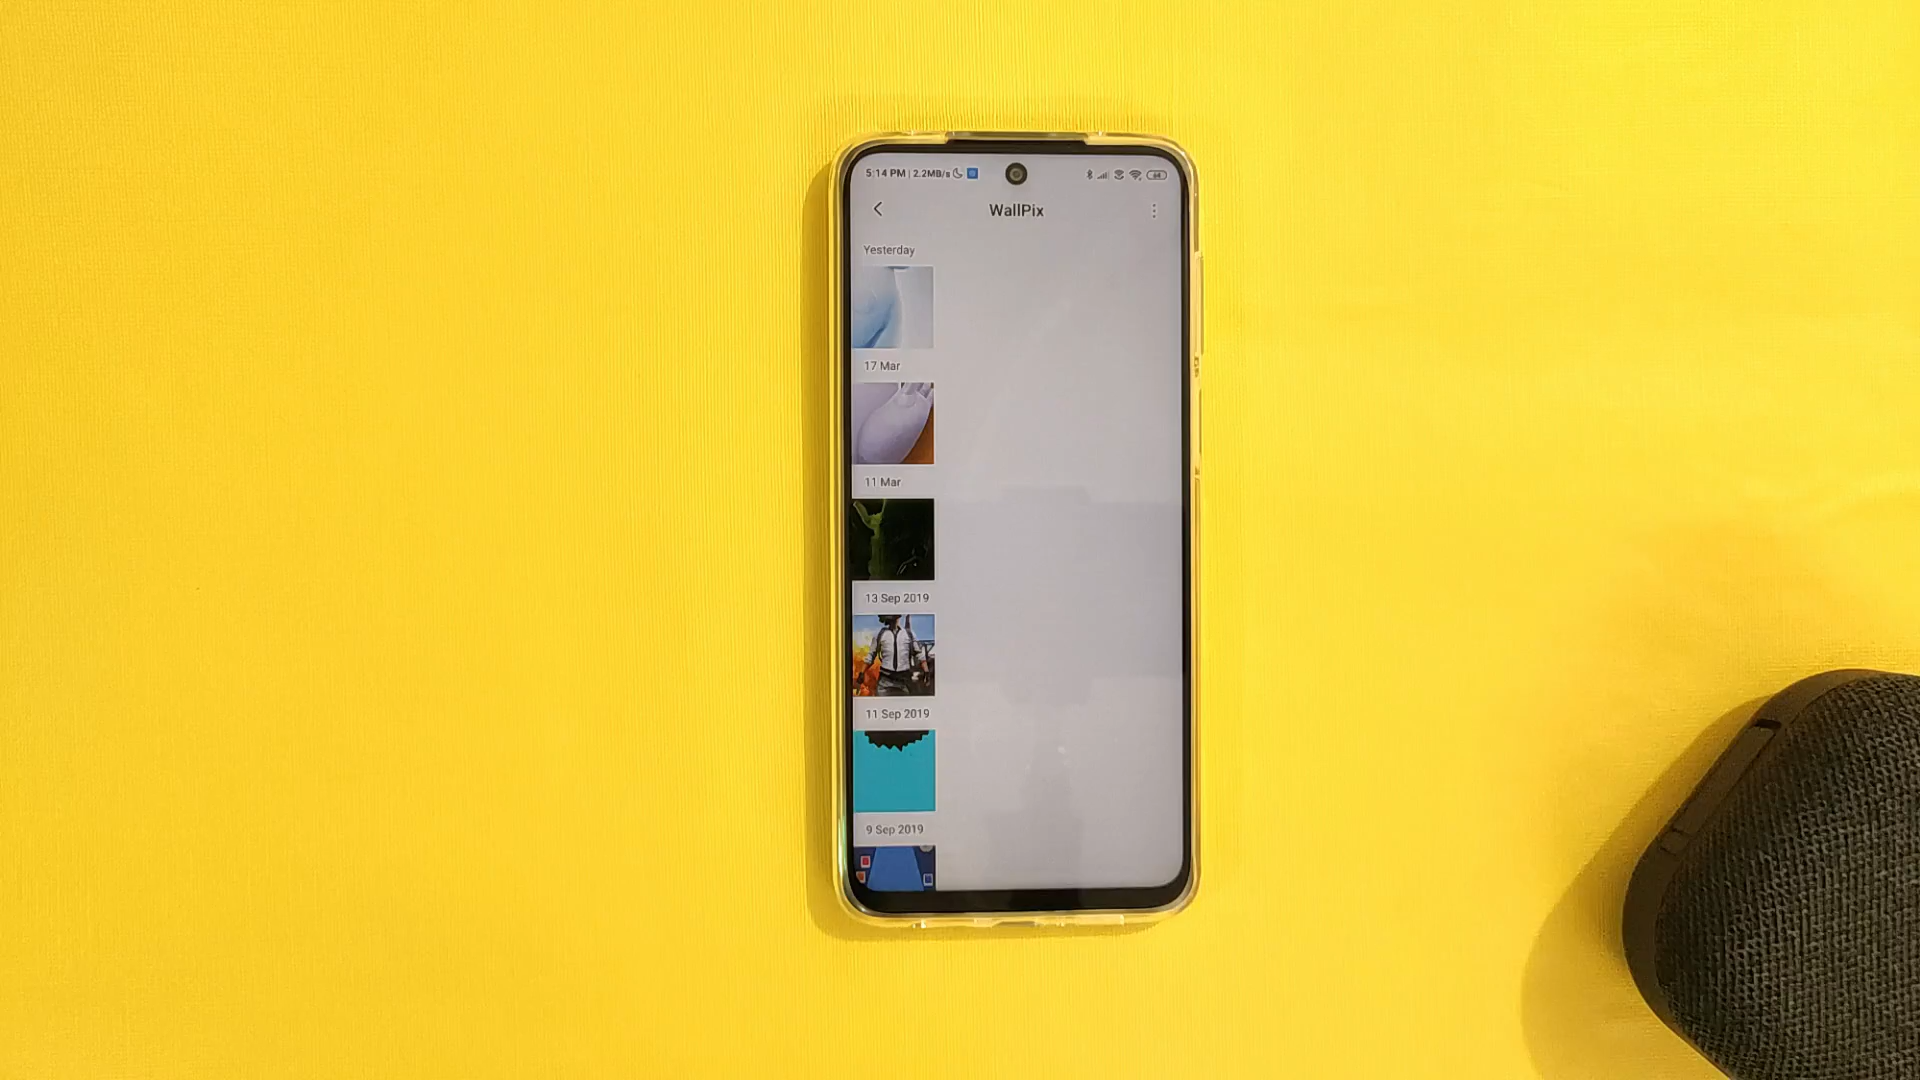 5:14 PM | 2.2MB/s
68
WallPix
Yesterday
17 Mar
11 Mar
13 Sep 2019
11 Sep 2019
9 Sep 2019